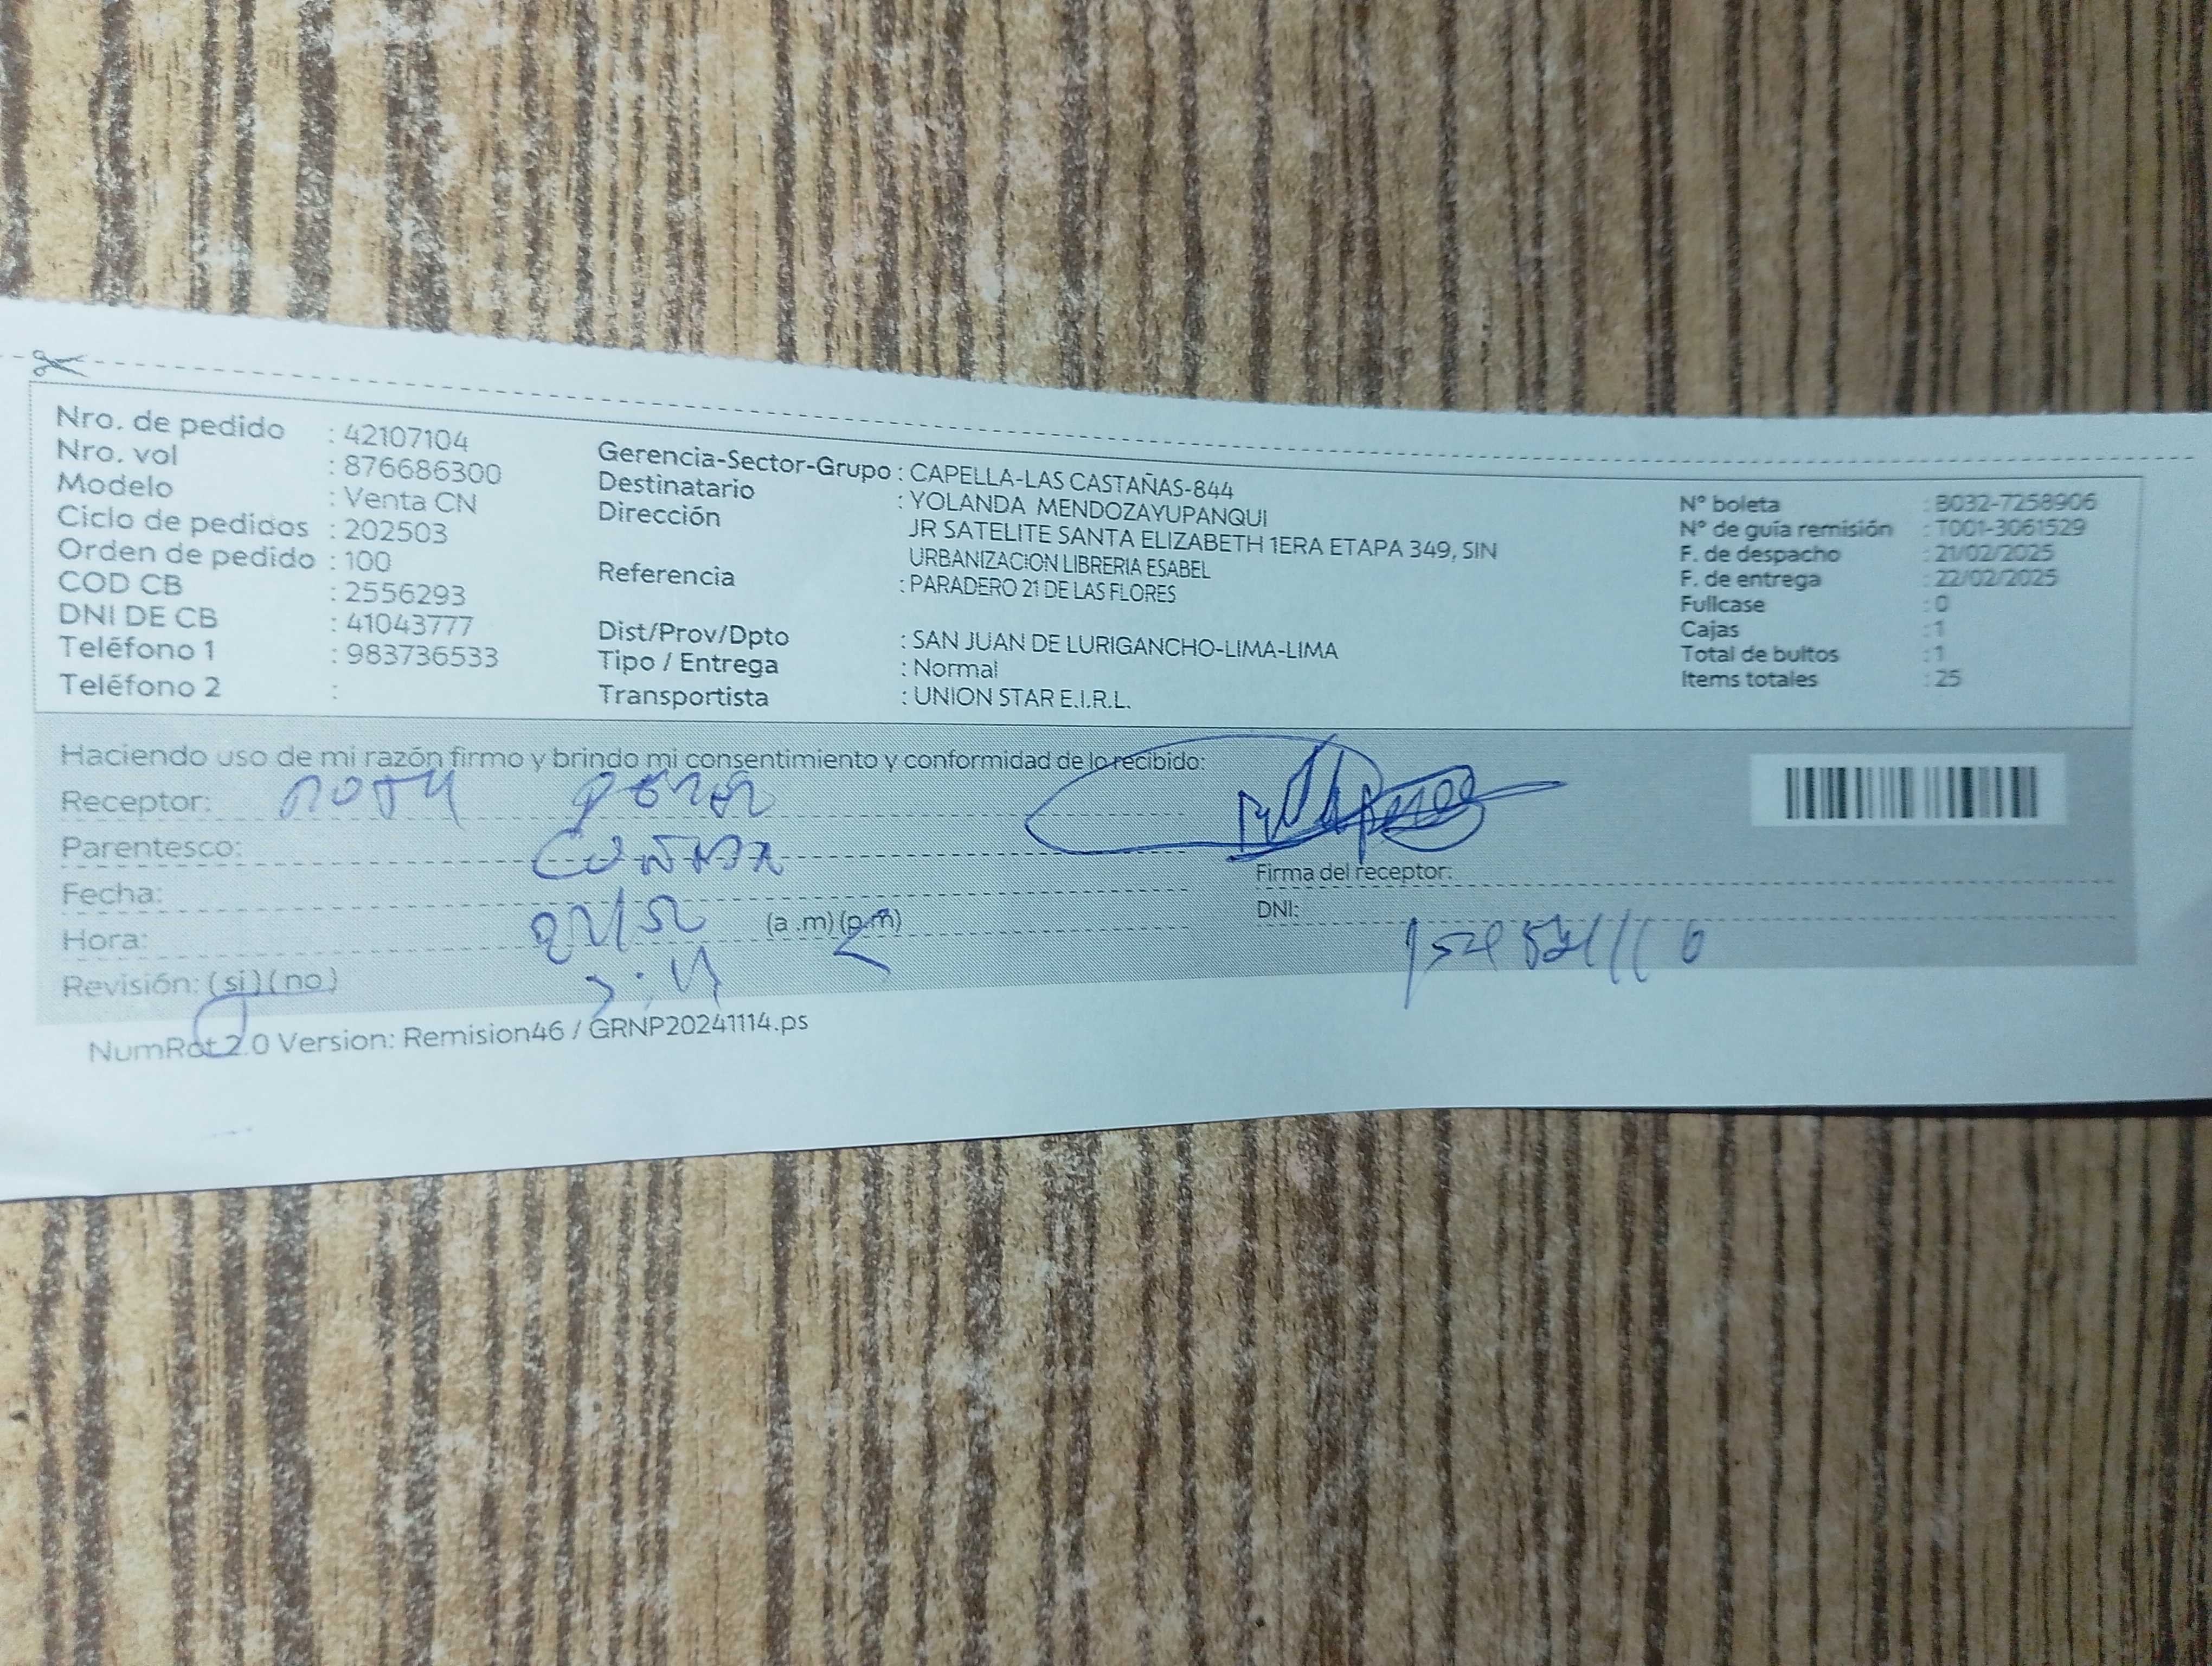 Nro. de pedido : 42107104
Nro. vol : 876686300
Modelo : Venta CN
Ciclo de pedidos : 202503
Orden de pedido : 100
COD CB : 2556293
DNI DE CB : 41043777
Teléfono 1 : 983736533
Teléfono 2 :
Gerencia-Sector-Grupo : CAPELLA-LAS CASTAÑAS-844
Destinatario : YOLANDA MENDOZAYUPANQUI
Dirección JR SATELITE SANTA ELIZABETH 1ERA ETAPA 349, SIN
URBANIZACION LIBRERIA ESABEL
Referencia : PARADERO 21 DE LAS FLORES
Dist/Prov/Dpto : SAN JUAN DE LURIGANCHO-LIMA-LIMA
Tipo / Entrega : Normal
Transportista : UNION STAR E.I.R.L.
N° boleta : B032-7258906
N° de guía remisión : T001-3061529
F. de despacho : 21/02/2025
F. de entrega : 22/02/2025
Fullcase : 0
Cajas : 1
Total de bultos : 1
Items totales : 25
Haciendo uso de mi razón firmo y brindo mi consentimiento y conformidad de lo recibido:
Receptor:
Parentesco:
Fecha:
Hora: (a .m) (p.m)
Revisión: (si) (no)
Firma del receptor:
DNI:
NumRot 2.0 Version: Remision46 / GRNP20241114.ps